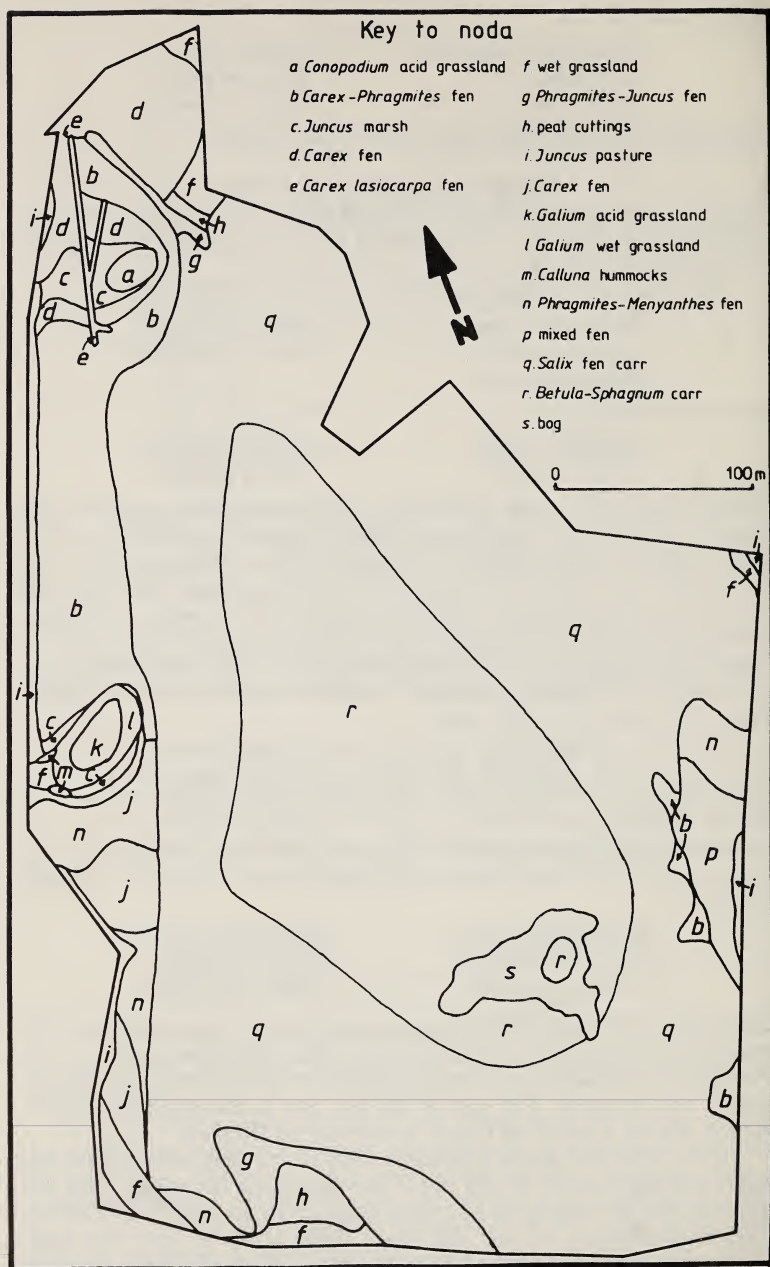 Key to noda
a Conopodium acid grassland
b Carex-Phragmites fen
c. Juncus marsh
d. Carex fen
e Carex lasiocarpa fen
f wet grassland
g Phragmites-Juncus fen
h. peat cuttings
i. Juncus pasture
j. Carex fen
k. Galium acid grassland
l Galium wet grassland
m. Calluna hummocks
n Phragmites-Menyanthes fen
p mixed fen
q. Salix fen carr
r. Betula-Sphagnum carr
s. bog
N
0 100m
f
d
e
b
f
i
d
d
h
g
c
a
c
d
b
q
e
i
f
b
q
i
r
c
l
k
n
f
m
c
j
b
n
p
i
j
b
s
r
n
q
r
q
i
j
b
g
h
f
n
f